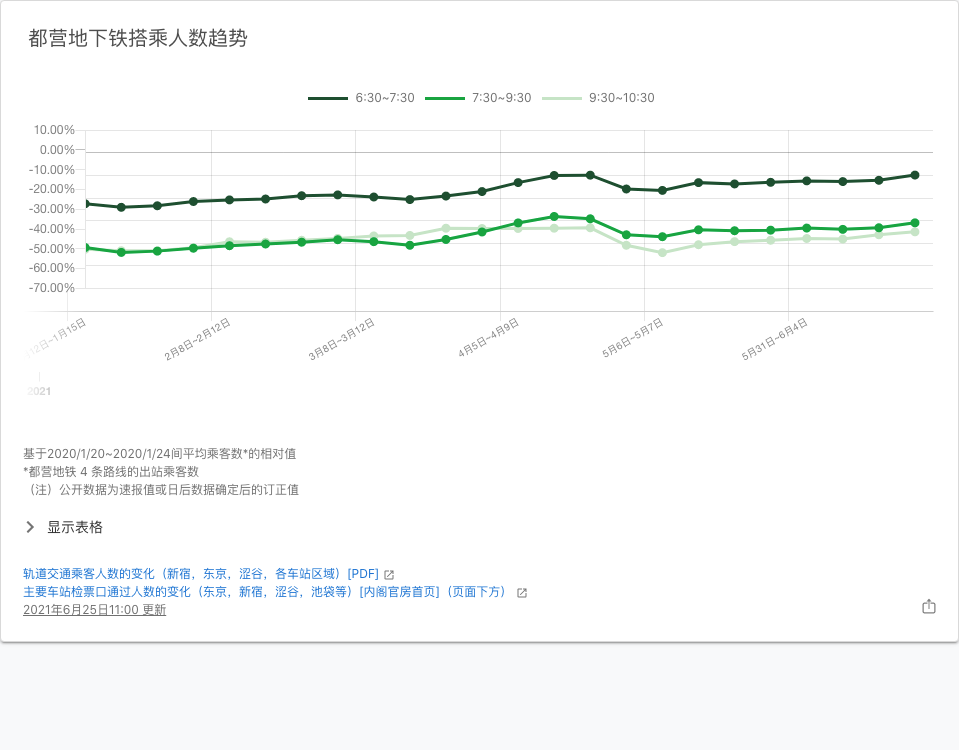 都营地下铁搭乘人数趋势
6:30~7:30 7:30~9:30 9:30~10:30
10.00%
0.00%
-10.00%
-20.00%
-30.00%
-40.00%
-50.00%
-60.00%
-70.00%
12日~1月15日 2月8日~2月12日 3月8日~3月12日 4月5日~4月9日 5月6日~5月7日 5月31日~6月4日
2021
基于2020/1/20~2020/1/24间平均乘客数*的相对值
*都营地铁 4 条路线的出站乘客数
（注）公开数据为速报值或日后数据确定后的订正值
显示表格
轨道交通乘客人数的变化（新宿，东京，涩谷，各车站区域）[PDF]
主要车站检票口通过人数的变化（东京，新宿，涩谷，池袋等）[内阁官房首页]（页面下方）
2021年6月25日11:00 更新